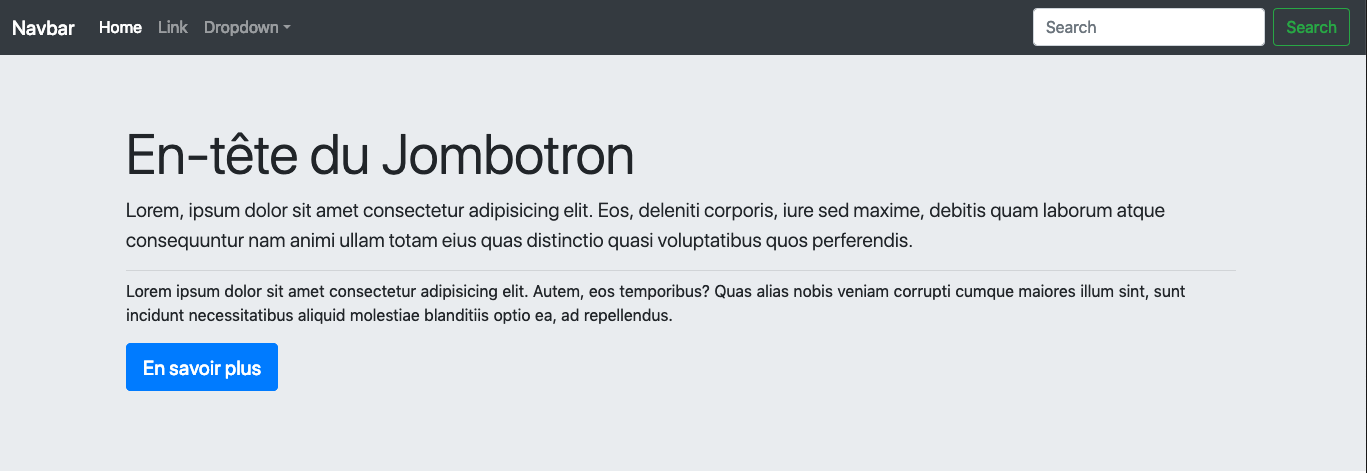 Navbar Home Link Dropdown Search Search
En-tête du Jombotron
Lorem, ipsum dolor sit amet consectetur adipisicing elit. Eos, deleniti corporis, iure sed maxime, debitis quam laborum atque
consequuntur nam animi ullam totam eius quas distinctio quasi voluptatibus quos perferendis.
Lorem ipsum dolor sit amet consectetur adipisicing elit. Autem, eos temporibus? Quas alias nobis veniam corrupti cumque maiores illum sint, sunt
incidunt necessitatibus aliquid molestiae blanditiis optio ea, ad repellendus.
En savoir plus